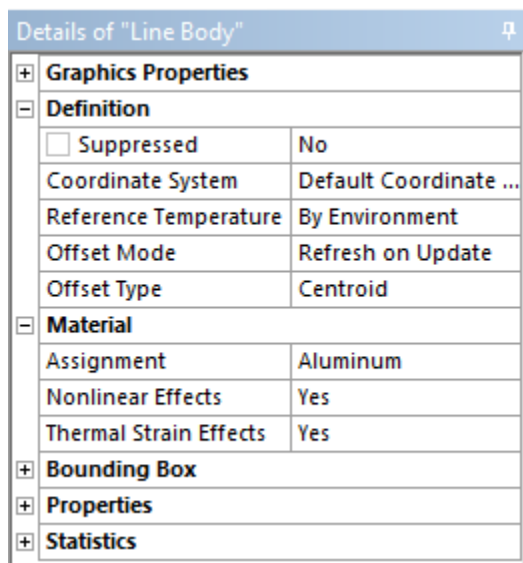 Details of "Line Body"
Graphics Properties
Definition
Suppressed No
Coordinate System Default Coordinate ...
Reference Temperature By Environment
Offset Mode Refresh on Update
Offset Type Centroid
Material
Assignment Aluminum
Nonlinear Effects Yes
Thermal Strain Effects Yes
Bounding Box
Properties
Statistics